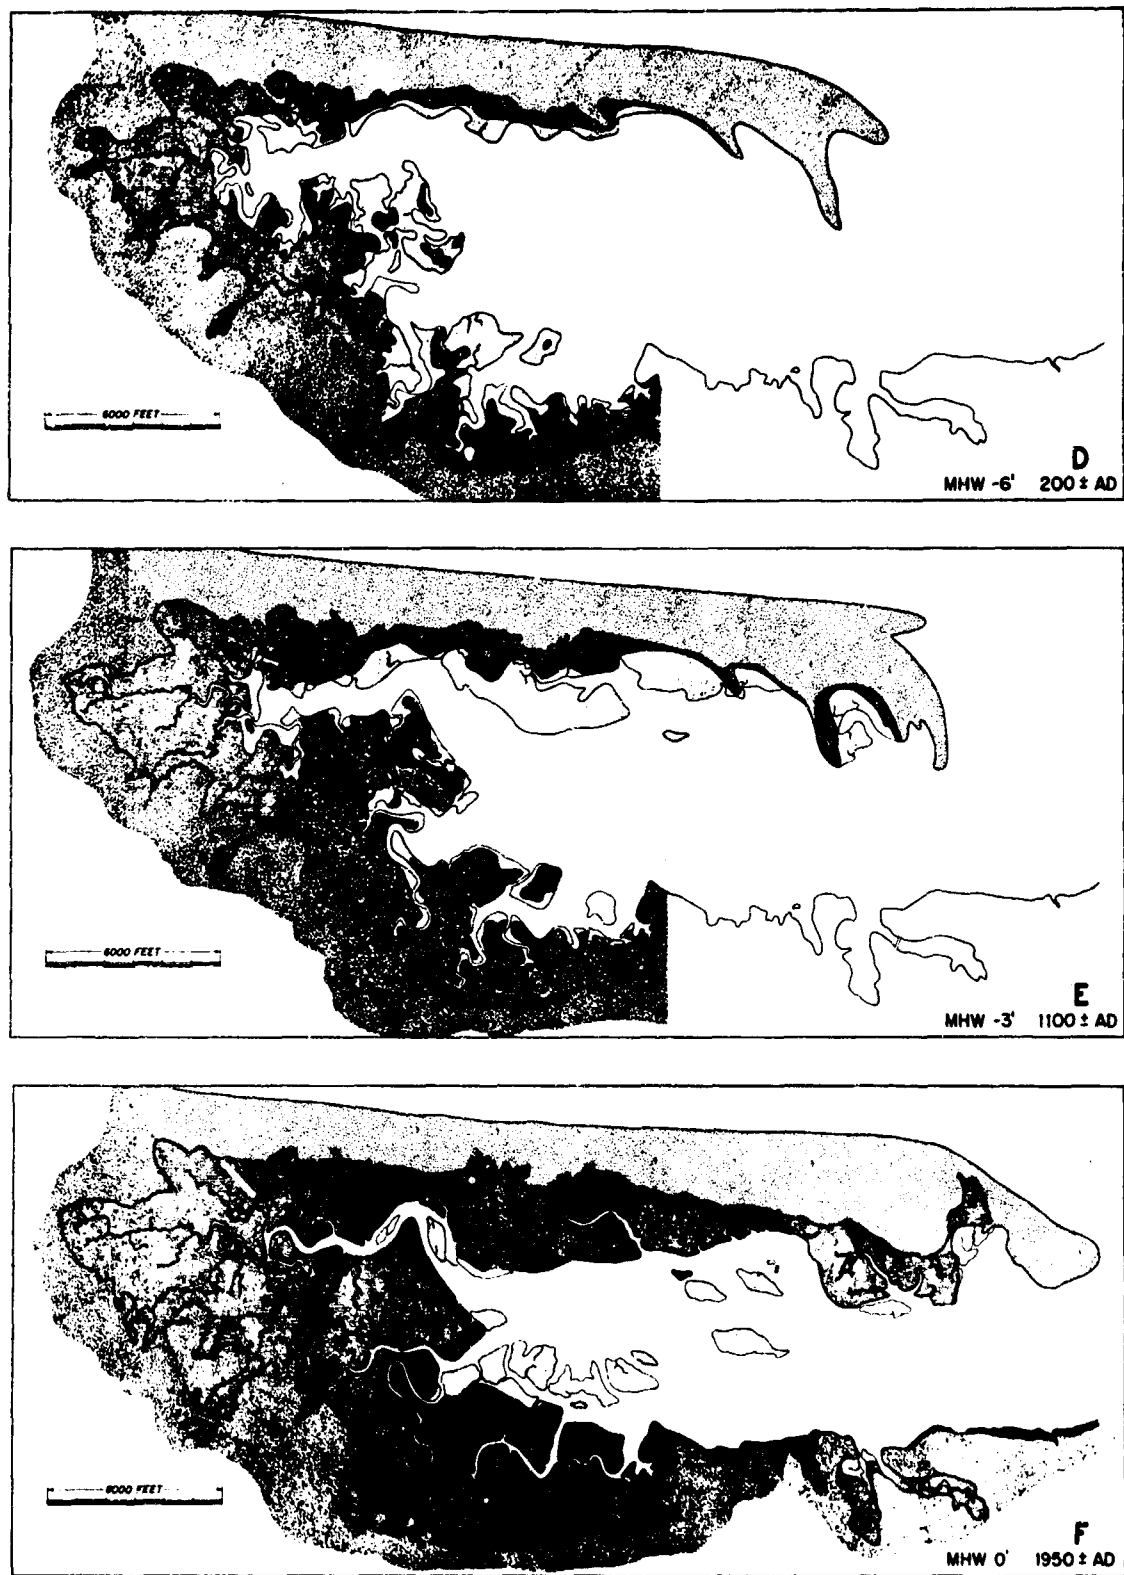 6000 FEET
D
MHW -6' 200 ± AD
6000 FEET
E
MHW -3' 1100 ± AD
6000 FEET
F
MHW 0' 1950 ± AD